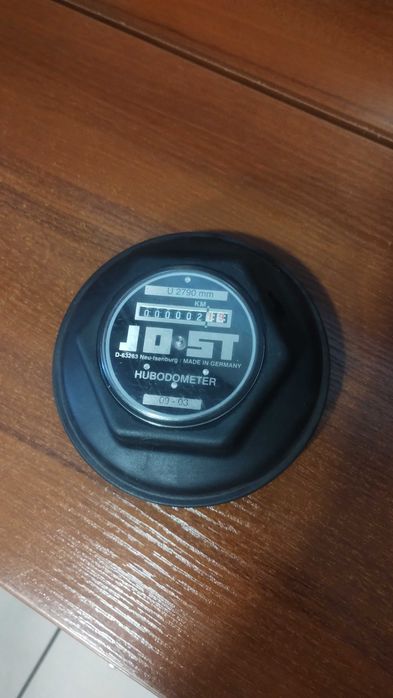 U 2790 mm
KM
000002
JOST
D-63263 Neu-Isenburg / MADE IN GERMANY
HUBODOMETER
09-03